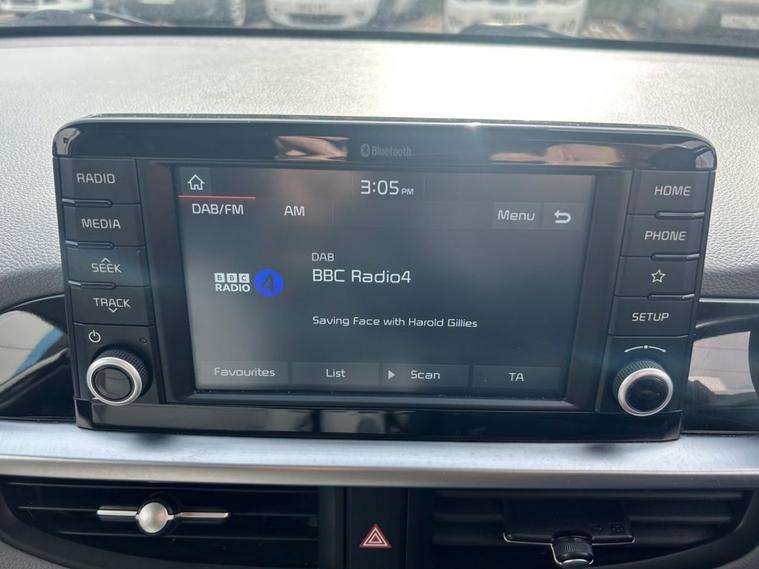 Bluetooth
RADIO
MEDIA
SEEK
TRACK
3:05 PM
DAB/FM
AM
Menu
DAB
BBC Radio4
BBC
RADIO 4
Saving Face with Harold Gillies
Favourites
List
Scan
TA
HOME
PHONE
SETUP